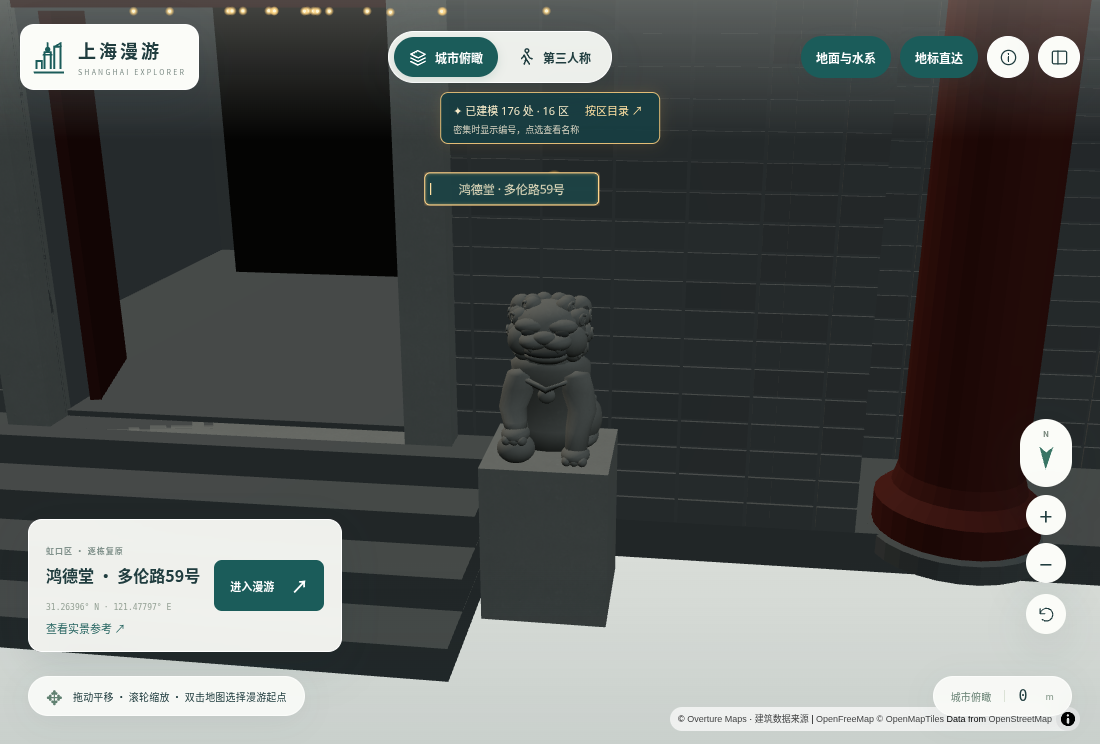 上海漫游
SHANGHAI EXPLORER
城市俯瞰
第三人称
地面与水系
地标直达
✦ 已建模 176 处 · 16 区 按区目录 ↗
密集时显示编号，点选查看名称
鸿德堂 · 多伦路59号
N
虹口区 · 逐栋复原
鸿德堂 · 多伦路59号
31.26396° N · 121.47797° E
查看实景参考 ↗
进入漫游 ↗
+
−
拖动平移 · 滚轮缩放 · 双击地图选择漫游起点
城市俯瞰 0 m
© Overture Maps · 建筑数据来源 | OpenFreeMap © OpenMapTiles Data from OpenStreetMap